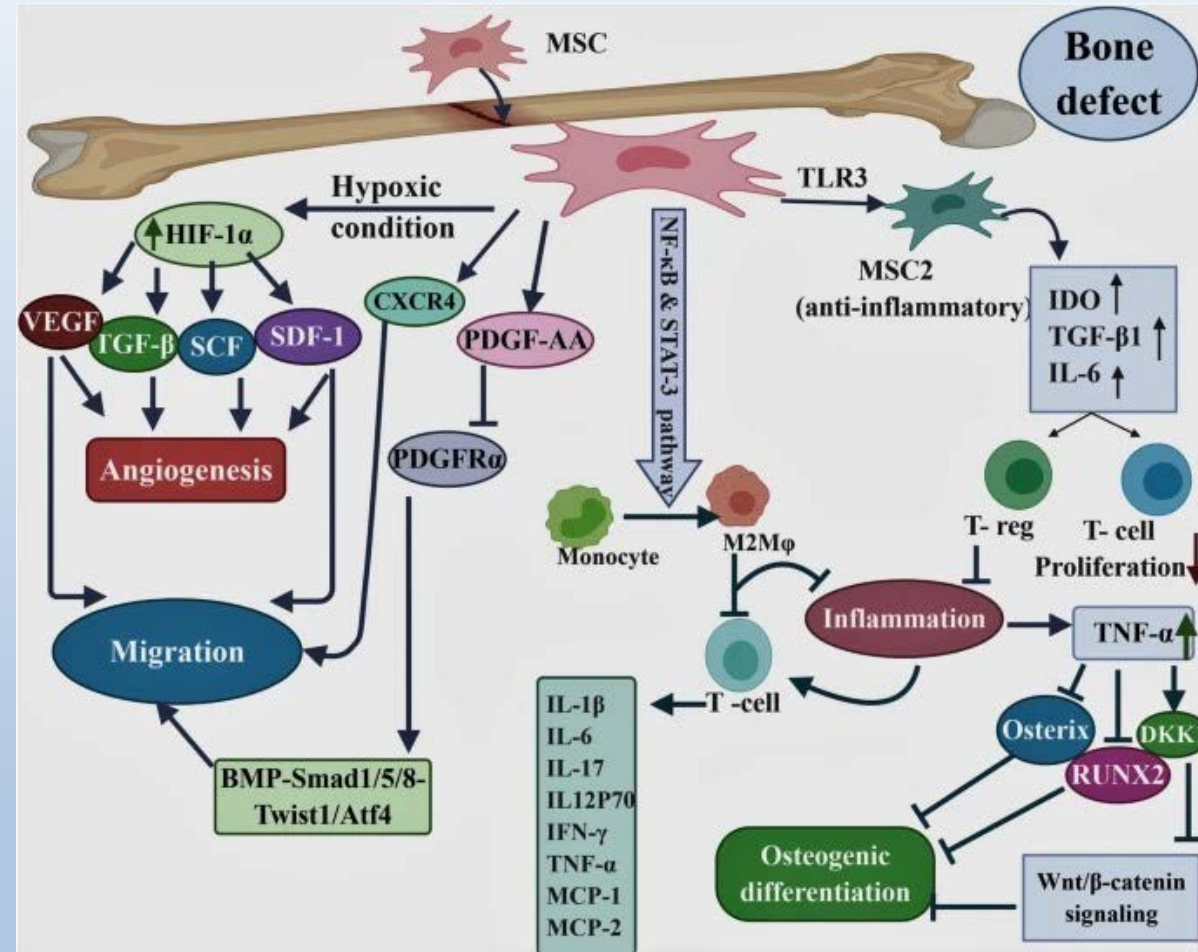 MSC
Bone
defect
Hypoxic
condition
TLR3
HIF-1α
MSC2
(anti-inflammatory)
NF-κB & STAT-3 pathway
CXCR4
VEGF
TGF-β
SCF
SDF-1
PDGF-AA
IDO
TGF-β1
IL-6
Angiogenesis
PDGFRα
Monocyte
M2Mφ
T- reg
T- cell
Proliferation
Inflammation
TNF-α
Migration
T -cell
IL-1β
IL-6
IL-17
IL12P70
IFN-γ
TNF-α
MCP-1
MCP-2
Osterix
DKK
RUNX2
BMP-Smad1/5/8-
Twist1/Atf4
Osteogenic
differentiation
Wnt/β-catenin
signaling